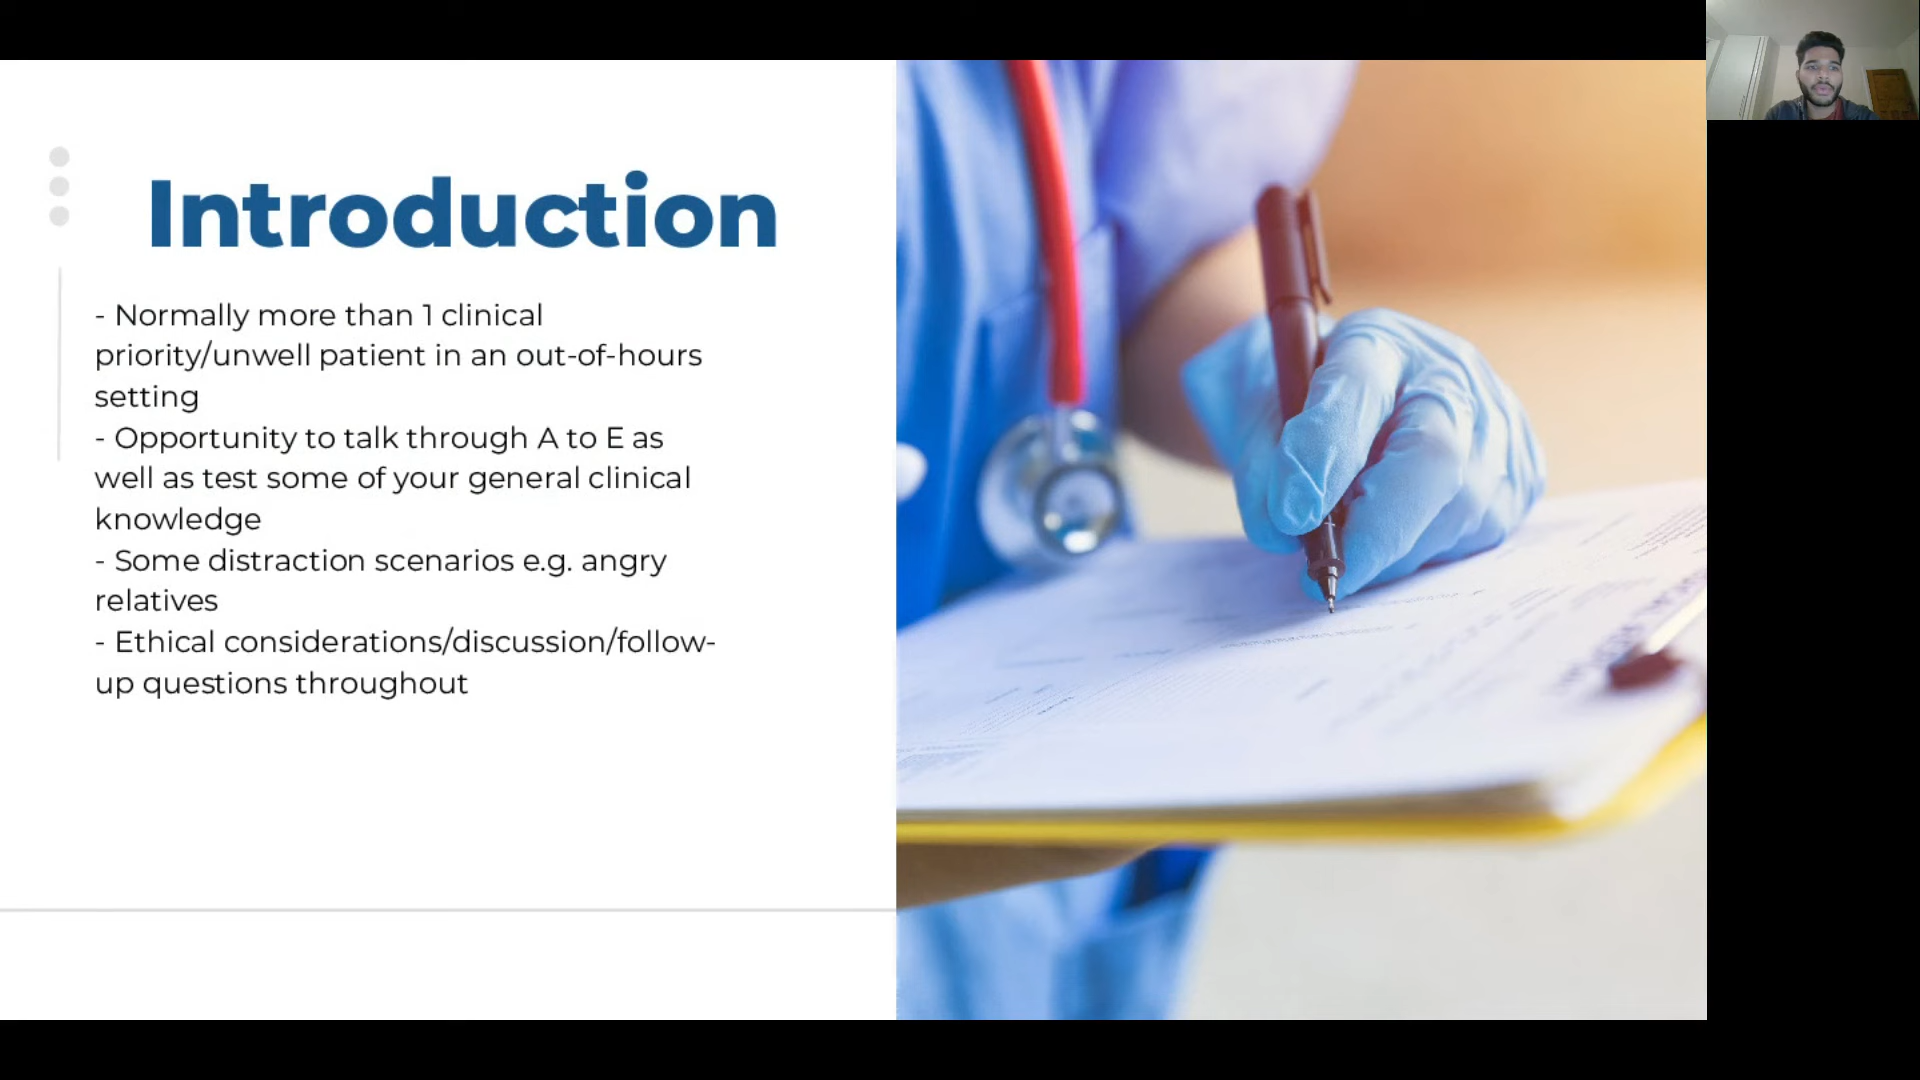 Introduction
- Normally more than 1 clinical
priority/unwell patient in an out-of-hours
setting
- Opportunity to talk through A to E as
well as test some of your general clinical
knowledge
- Some distraction scenarios e.g. angry
relatives
- Ethical considerations/discussion/follow-
up questions throughout